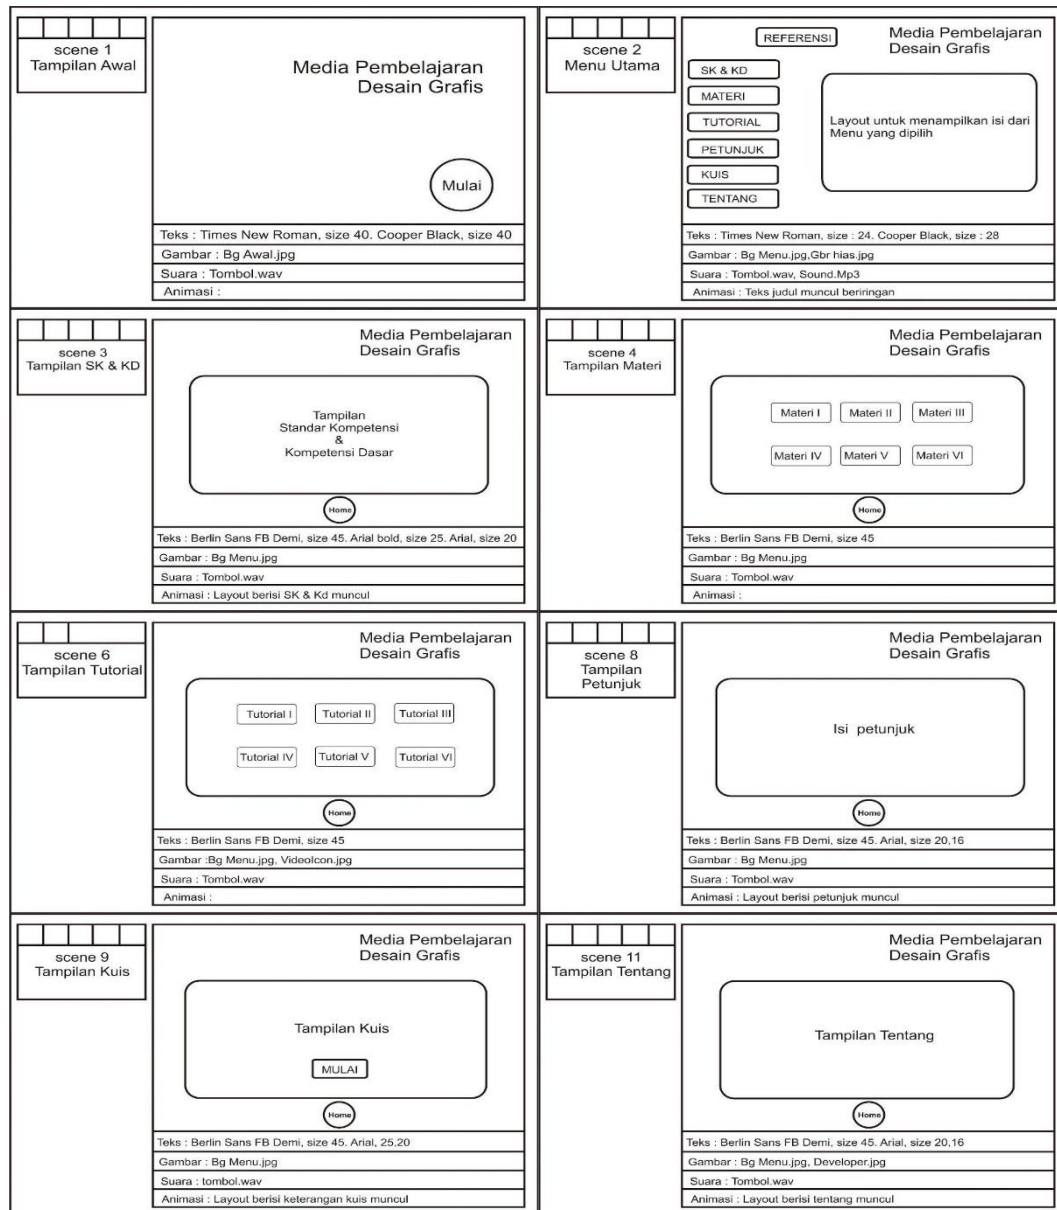 scene 1
Tampilan Awal
Media Pembelajaran
Desain Grafis
Mulai
Teks : Times New Roman, size 40. Cooper Black, size 40
Gambar : Bg Awal.jpg
Suara : Tombol.wav
Animasi :
scene 2
Menu Utama
REFERENSI
Media Pembelajaran
Desain Grafis
SK & KD
MATERI
TUTORIAL
PETUNJUK
KUIS
TENTANG
Layout untuk menampilkan isi dari
Menu yang dipilih
Teks : Times New Roman, size : 24. Cooper Black, size : 28
Gambar : Bg Menu.jpg,Gbr hias.jpg
Suara : Tombol.wav, Sound.Mp3
Animasi : Teks judul muncul beriringan
scene 3
Tampilan SK & KD
Media Pembelajaran
Desain Grafis
Tampilan
Standar Kompetensi
&
Kompetensi Dasar
Home
Teks : Berlin Sans FB Demi, size 45. Arial bold, size 25. Arial, size 20
Gambar : Bg Menu.jpg
Suara : Tombol.wav
Animasi : Layout berisi SK & Kd muncul
scene 4
Tampilan Materi
Media Pembelajaran
Desain Grafis
Materi I Materi II Materi III
Materi IV Materi V Materi VI
Home
Teks : Berlin Sans FB Demi, size 45
Gambar : Bg Menu.jpg
Suara : Tombol.wav
Animasi :
scene 6
Tampilan Tutorial
Media Pembelajaran
Desain Grafis
Tutorial I Tutorial II Tutorial III
Tutorial IV Tutorial V Tutorial VI
Home
Teks : Berlin Sans FB Demi, size 45
Gambar :Bg Menu.jpg, VideoIcon.jpg
Suara : Tombol.wav
Animasi :
scene 8
Tampilan
Petunjuk
Media Pembelajaran
Desain Grafis
Isi petunjuk
Home
Teks : Berlin Sans FB Demi, size 45. Arial, size 20,16
Gambar : Bg Menu.jpg
Suara : Tombol.wav
Animasi : Layout berisi petunjuk muncul
scene 9
Tampilan Kuis
Media Pembelajaran
Desain Grafis
Tampilan Kuis
MULAI
Home
Teks : Berlin Sans FB Demi, size 45. Arial, 25,20
Gambar : Bg Menu.jpg
Suara : tombol.wav
Animasi : Layout berisi keterangan kuis muncul
scene 11
Tampilan Tentang
Media Pembelajaran
Desain Grafis
Tampilan Tentang
Home
Teks : Berlin Sans FB Demi, size 45. Arial, size 20,16
Gambar : Bg Menu.jpg, Developer.jpg
Suara : Tombol.wav
Animasi : Layout berisi tentang muncul